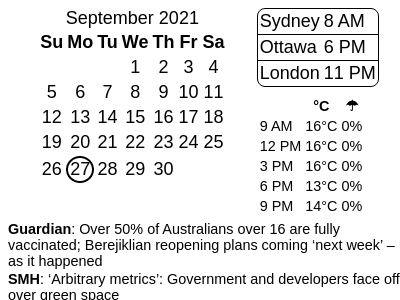 September 2021
Su Mo Tu We Th Fr Sa
1 2 3 4
5 6 7 8 9 10 11
12 13 14 15 16 17 18
19 20 21 22 23 24 25
26 27 28 29 30
Sydney 8 AM
Ottawa 6 PM
London 11 PM
°C ☂
9 AM 16°C 0%
12 PM 16°C 0%
3 PM 16°C 0%
6 PM 13°C 0%
9 PM 14°C 0%
Guardian: Over 50% of Australians over 16 are fully
vaccinated; Berejiklian reopening plans coming ‘next week’ –
as it happened
SMH: ‘Arbitrary metrics’: Government and developers face off
over green space